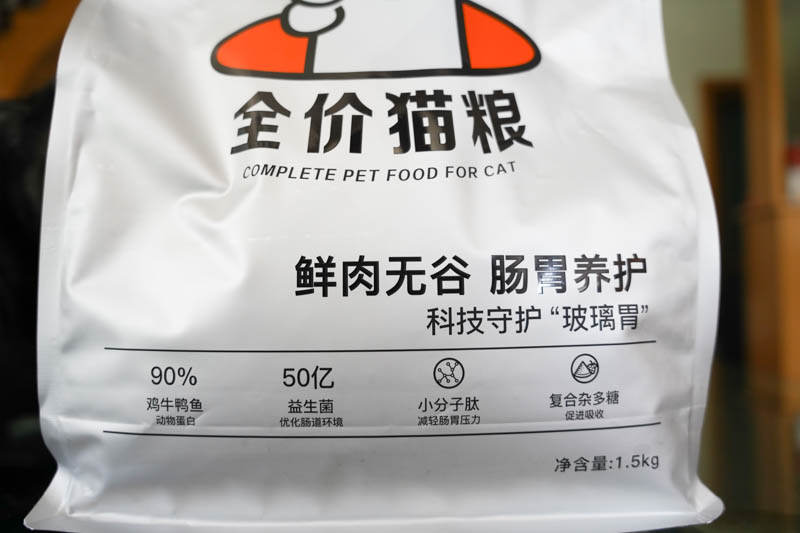 全价猫粮
COMPLETE PET FOOD FOR CAT
鲜肉无谷 肠胃养护
科技守护“玻璃胃”
90%
鸡牛鸭鱼
动物蛋白
50亿
益生菌
优化肠道环境
小分子肽
减轻肠胃压力
复合杂多糖
促进吸收
净含量:1.5kg